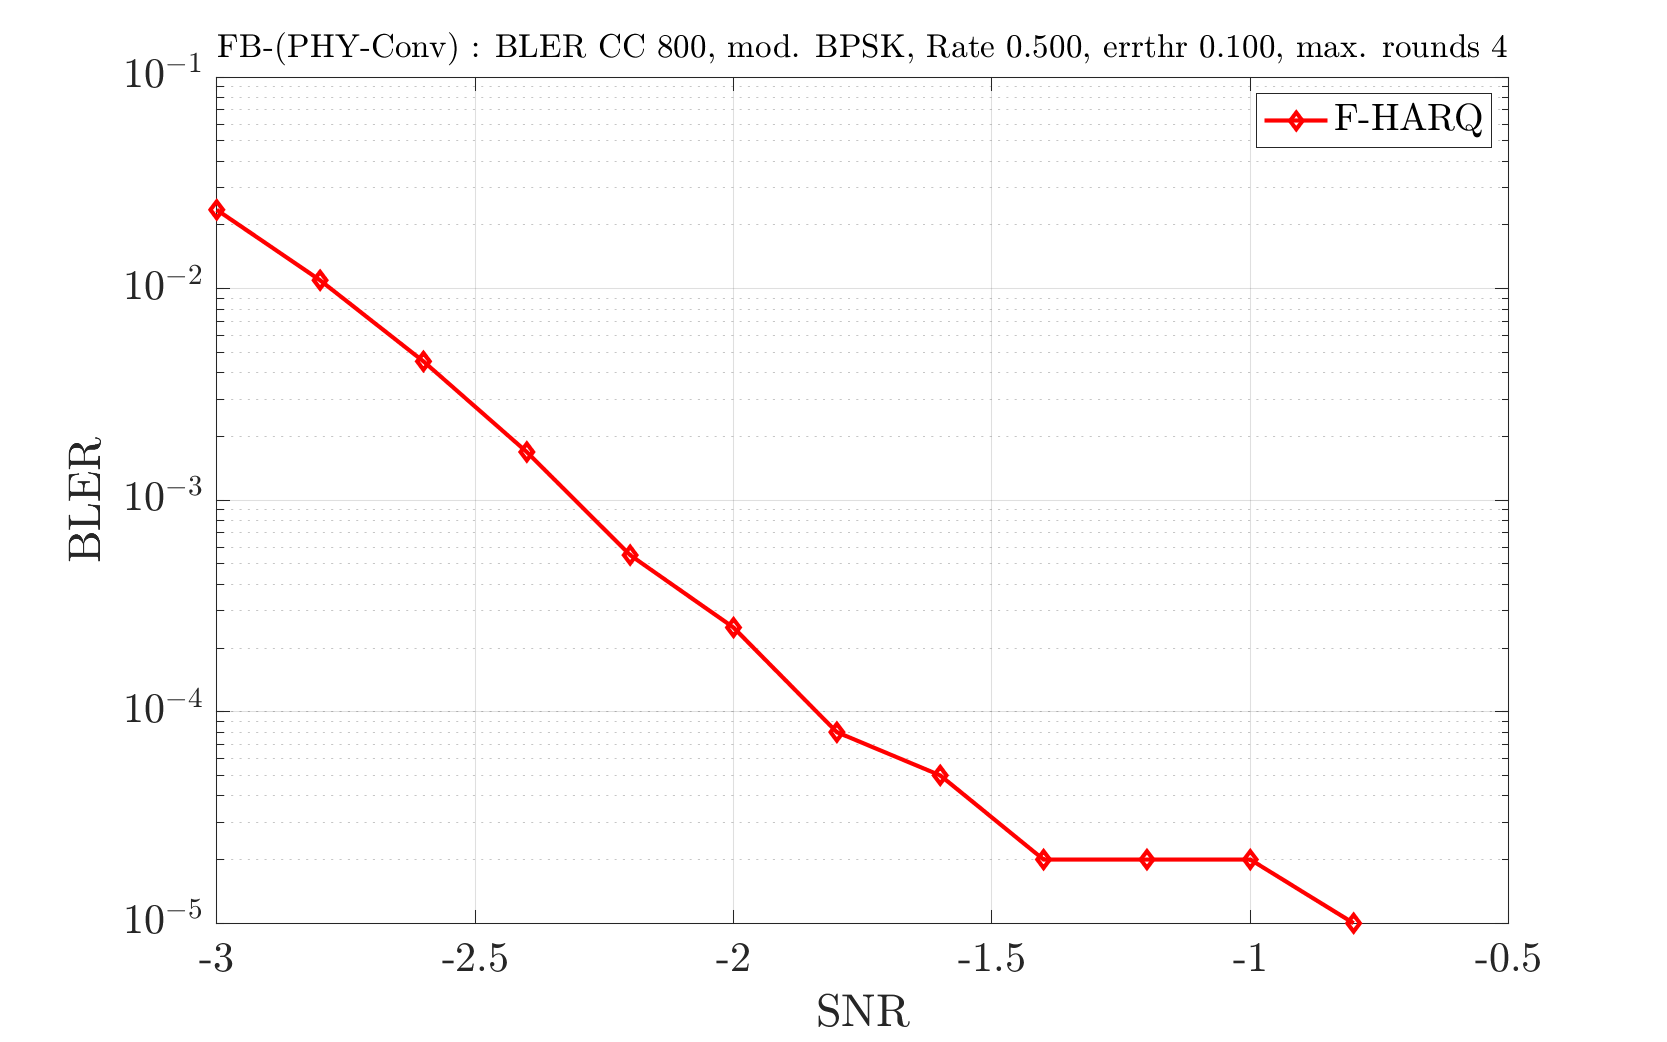 FB-(PHY-Conv) : BLER CC 800, mod. BPSK, Rate 0.500, errthr 0.100, max. rounds 4
F-HARQ
10⁻¹
10⁻²
10⁻³
10⁻⁴
10⁻⁵
BLER
-3 -2.5 -2 -1.5 -1 -0.5
SNR